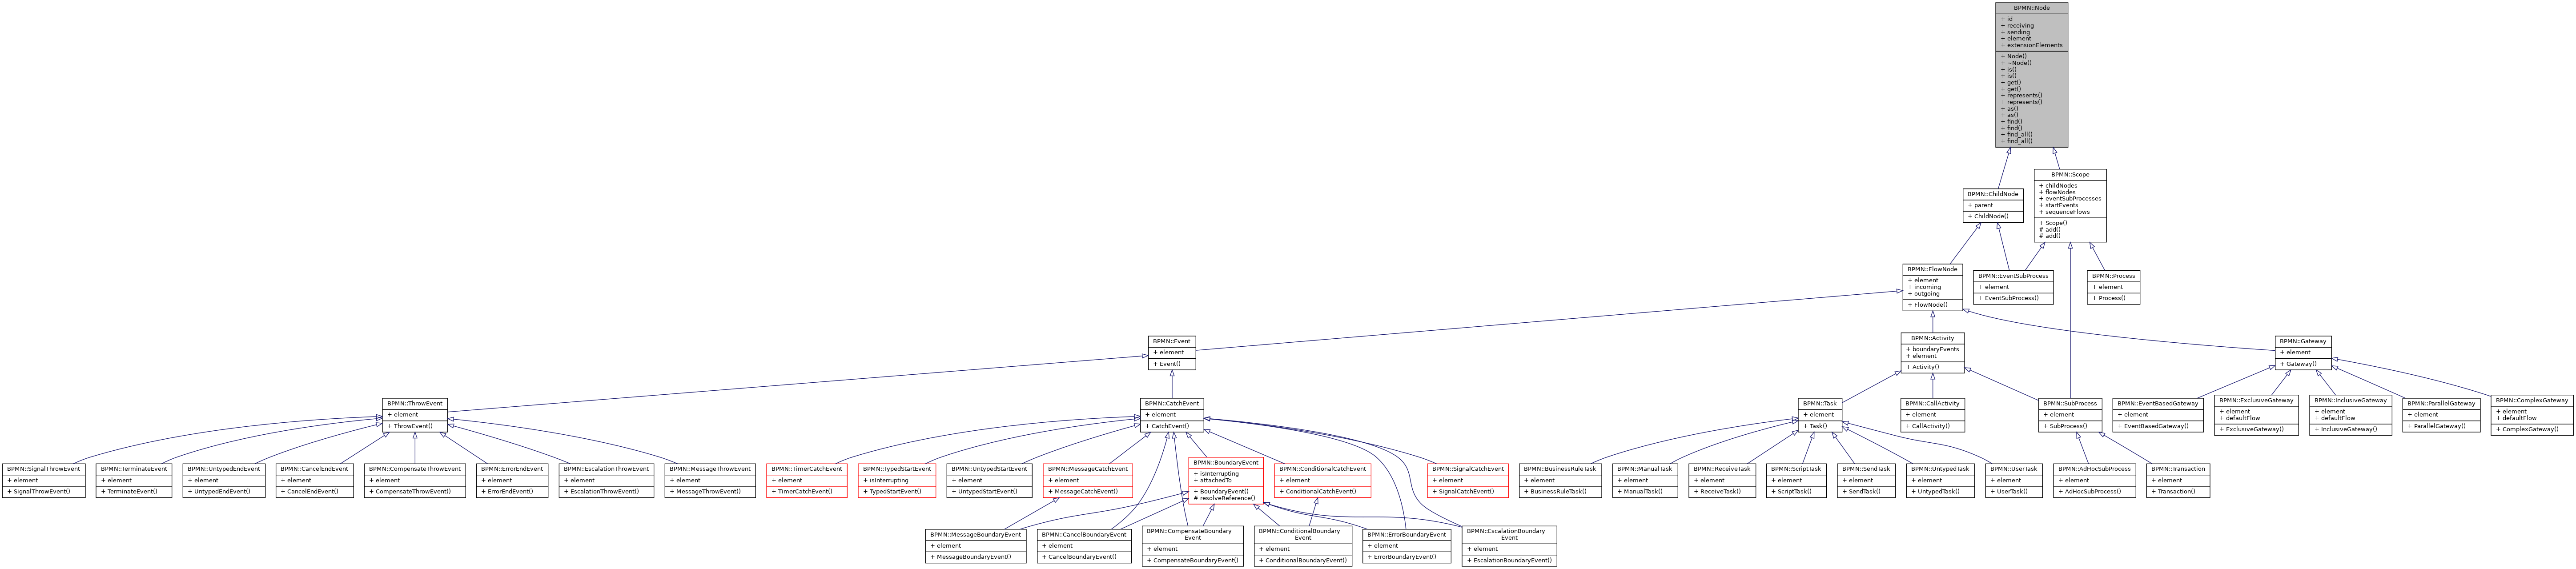 BPMN::Node
+ id
+ receiving
+ sending
+ element
+ extensionElements
+ Node()
+ ~Node()
+ is()
+ is()
+ get()
+ get()
+ represents()
+ represents()
+ as()
+ as()
+ find()
+ find()
+ find_all()
+ find_all()
BPMN::ChildNode
+ parent
+ ChildNode()
BPMN::Scope
+ childNodes
+ flowNodes
+ eventSubProcesses
+ startEvents
+ sequenceFlows
+ Scope()
# add()
# add()
BPMN::FlowNode
+ element
+ incoming
+ outgoing
+ FlowNode()
BPMN::EventSubProcess
+ element
+ EventSubProcess()
BPMN::Process
+ element
+ Process()
BPMN::Event
+ element
+ Event()
BPMN::Activity
+ boundaryEvents
+ element
+ Activity()
BPMN::Gateway
+ element
+ Gateway()
BPMN::ThrowEvent
+ element
+ ThrowEvent()
BPMN::CatchEvent
+ element
+ CatchEvent()
BPMN::Task
+ element
+ Task()
BPMN::CallActivity
+ element
+ CallActivity()
BPMN::SubProcess
+ element
+ SubProcess()
BPMN::EventBasedGateway
+ element
+ EventBasedGateway()
BPMN::ExclusiveGateway
+ element
+ defaultFlow
+ ExclusiveGateway()
BPMN::InclusiveGateway
+ element
+ defaultFlow
+ InclusiveGateway()
BPMN::ParallelGateway
+ element
+ ParallelGateway()
BPMN::ComplexGateway
+ element
+ defaultFlow
+ ComplexGateway()
BPMN::SignalThrowEvent
+ element
+ SignalThrowEvent()
BPMN::TerminateEvent
+ element
+ TerminateEvent()
BPMN::UntypedEndEvent
+ element
+ UntypedEndEvent()
BPMN::CancelEndEvent
+ element
+ CancelEndEvent()
BPMN::CompensateThrowEvent
+ element
+ CompensateThrowEvent()
BPMN::ErrorEndEvent
+ element
+ ErrorEndEvent()
BPMN::EscalationThrowEvent
+ element
+ EscalationThrowEvent()
BPMN::MessageThrowEvent
+ element
+ MessageThrowEvent()
BPMN::TimerCatchEvent
+ element
+ TimerCatchEvent()
BPMN::TypedStartEvent
+ isInterrupting
+ TypedStartEvent()
BPMN::UntypedStartEvent
+ element
+ UntypedStartEvent()
BPMN::MessageCatchEvent
+ element
+ MessageCatchEvent()
BPMN::BoundaryEvent
+ isInterrupting
+ attachedTo
+ BoundaryEvent()
# resolveReference()
BPMN::ConditionalCatchEvent
+ element
+ ConditionalCatchEvent()
BPMN::SignalCatchEvent
+ element
+ SignalCatchEvent()
BPMN::BusinessRuleTask
+ element
+ BusinessRuleTask()
BPMN::ManualTask
+ element
+ ManualTask()
BPMN::ReceiveTask
+ element
+ ReceiveTask()
BPMN::ScriptTask
+ element
+ ScriptTask()
BPMN::SendTask
+ element
+ SendTask()
BPMN::UntypedTask
+ element
+ UntypedTask()
BPMN::UserTask
+ element
+ UserTask()
BPMN::AdHocSubProcess
+ element
+ AdHocSubProcess()
BPMN::Transaction
+ element
+ Transaction()
BPMN::MessageBoundaryEvent
+ element
+ MessageBoundaryEvent()
BPMN::CancelBoundaryEvent
+ element
+ CancelBoundaryEvent()
BPMN::CompensateBoundary
Event
+ element
+ CompensateBoundaryEvent()
BPMN::ConditionalBoundary
Event
+ element
+ ConditionalBoundaryEvent()
BPMN::ErrorBoundaryEvent
+ element
+ ErrorBoundaryEvent()
BPMN::EscalationBoundary
Event
+ element
+ EscalationBoundaryEvent()